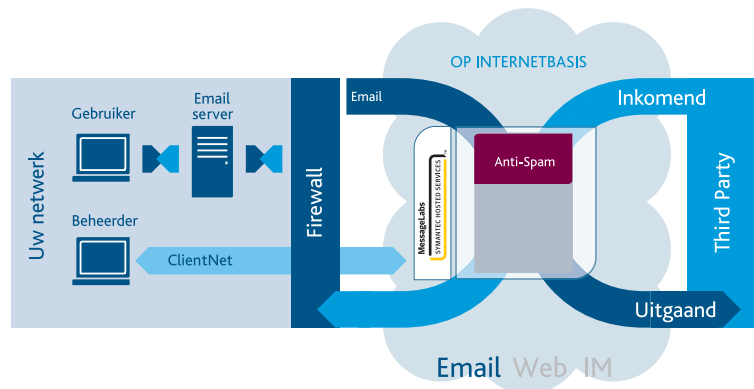 OP INTERNETBASIS
Uw netwerk
Gebruiker
Email
server
Beheerder
ClientNet
Firewall
Email
MessageLabs
SYMANTEC HOSTED SERVICES
™
Anti-Spam
Inkomend
Third Party
Uitgaand
Email Web IM